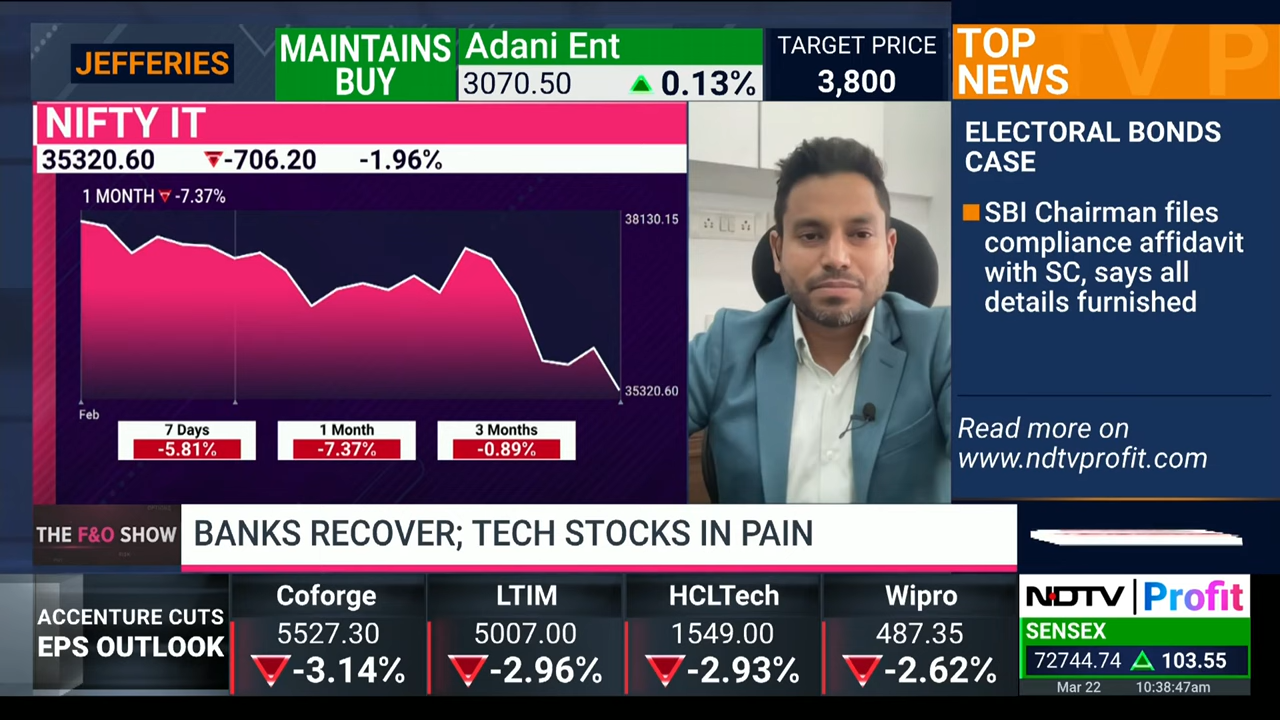 JEFFERIES
MAINTAINS
BUY
Adani Ent
3070.50 ▲ 0.13%
TARGET PRICE
3,800
TOP
NEWS
NIFTY IT
35320.60 ▼-706.20 -1.96%
1 MONTH ▼ -7.37%
38130.15
35320.60
Feb
7 Days
-5.81%
1 Month
-7.37%
3 Months
-0.89%
ELECTORAL BONDS
CASE
SBI Chairman files
compliance affidavit
with SC, says all
details furnished
Read more on
www.ndtvprofit.com
THE F&O SHOW
BANKS RECOVER; TECH STOCKS IN PAIN
ACCENTURE CUTS
EPS OUTLOOK
Coforge
5527.30
▼-3.14%
LTIM
5007.00
▼-2.96%
HCLTech
1549.00
▼-2.93%
Wipro
487.35
▼-2.62%
NDTV | Profit
SENSEX
72744.74 ▲ 103.55
Mar 22 10:38:47am